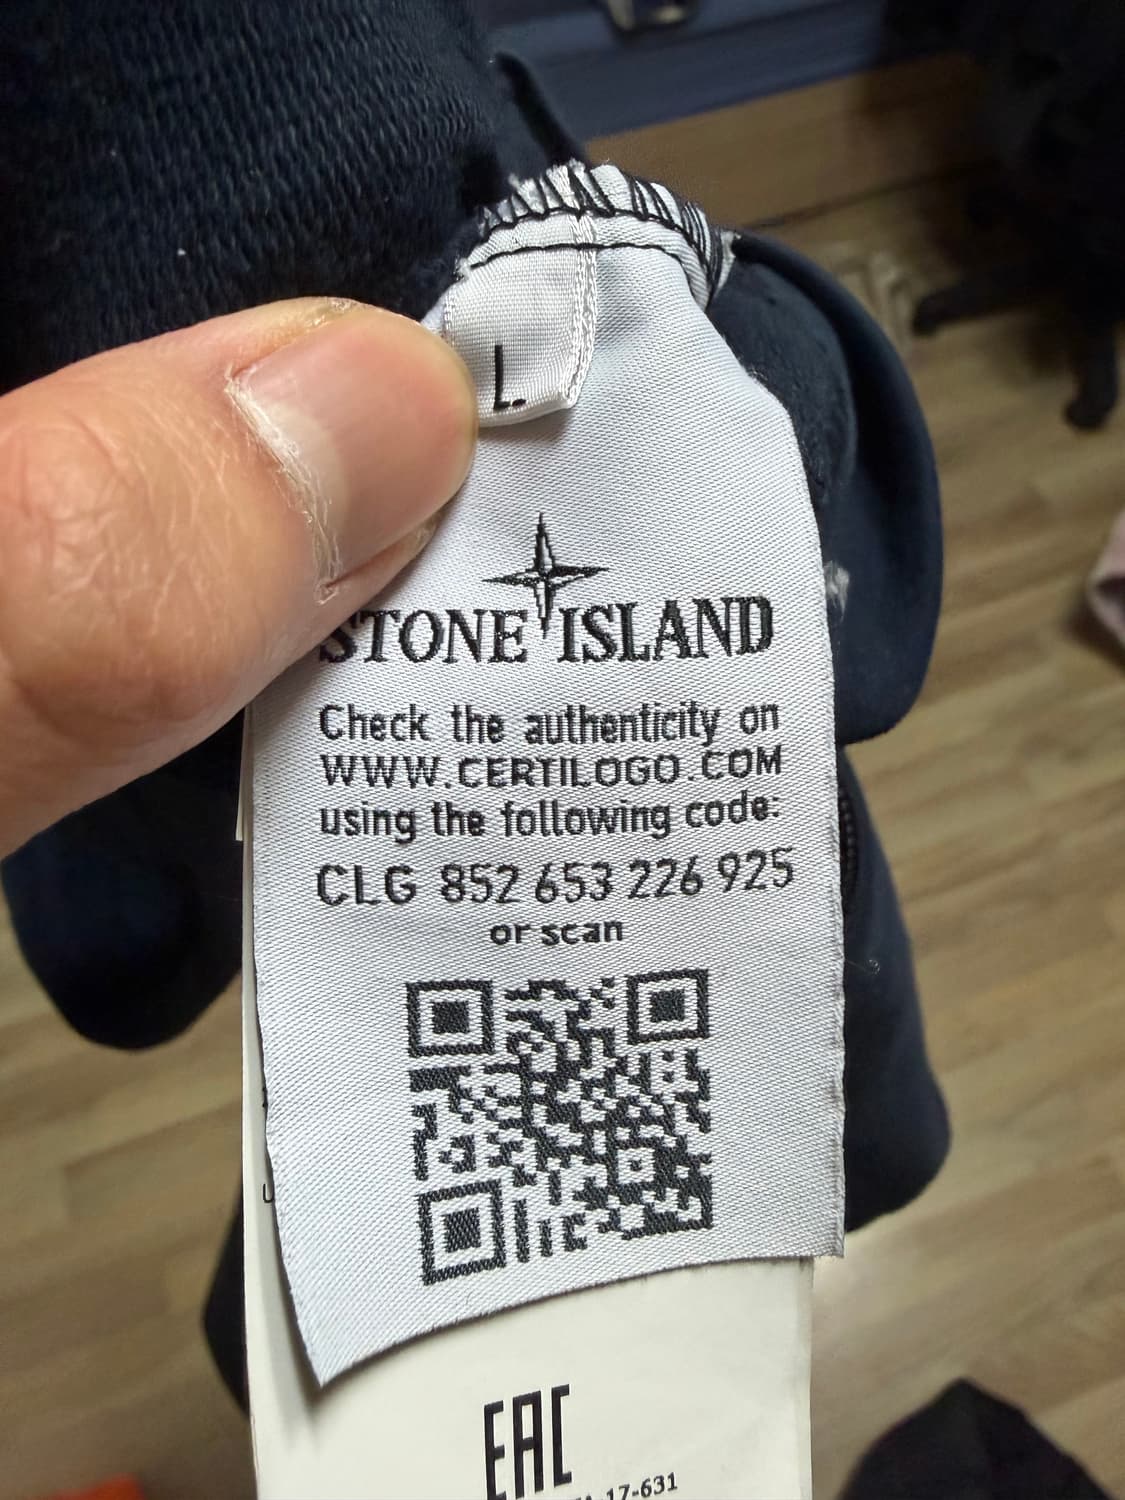 L.
STONE ISLAND
Check the authenticity on
WWW.CERTILOGO.COM
using the following code:
CLG 852 653 226 925
or scan
EAC
17-631